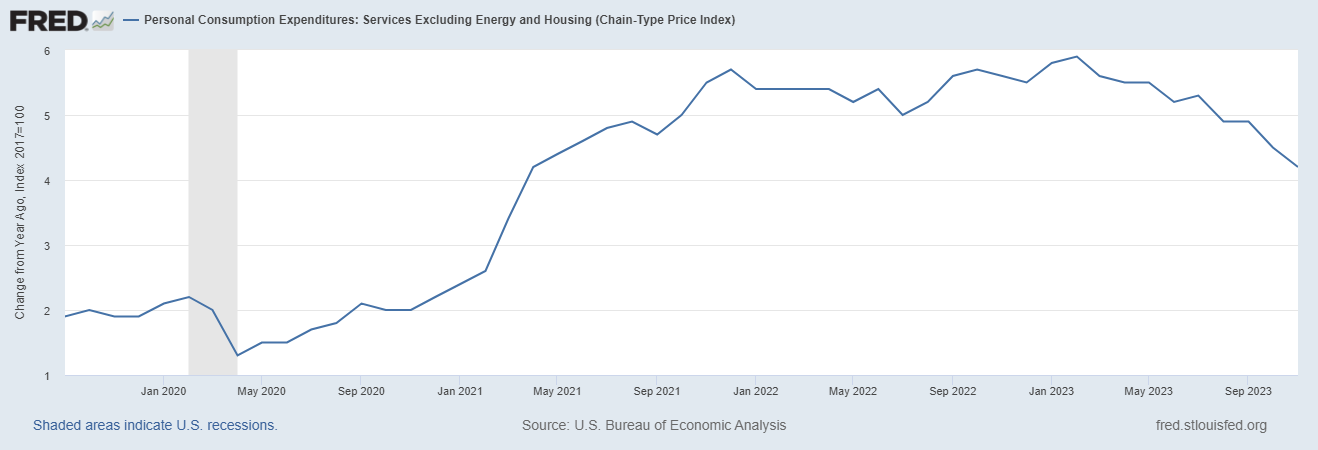 FRED
Personal Consumption Expenditures: Services Excluding Energy and Housing (Chain-Type Price Index)
Change from Year Ago, Index 2017=100
6
5
4
3
2
1
Jan 2020 May 2020 Sep 2020 Jan 2021 May 2021 Sep 2021 Jan 2022 May 2022 Sep 2022 Jan 2023 May 2023 Sep 2023
Shaded areas indicate U.S. recessions. Source: U.S. Bureau of Economic Analysis fred.stlouisfed.org